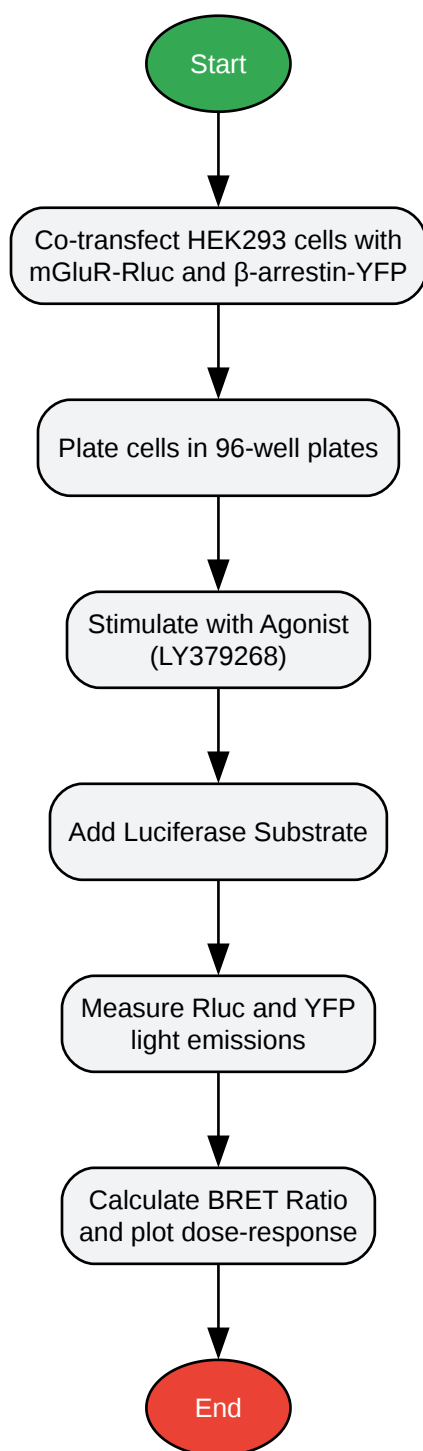 Start
Co-transfect HEK293 cells with
mGluR-Rluc and β-arrestin-YFP
Plate cells in 96-well plates
Stimulate with Agonist
(LY379268)
Add Luciferase Substrate
Measure Rluc and YFP
light emissions
Calculate BRET Ratio
and plot dose-response
End